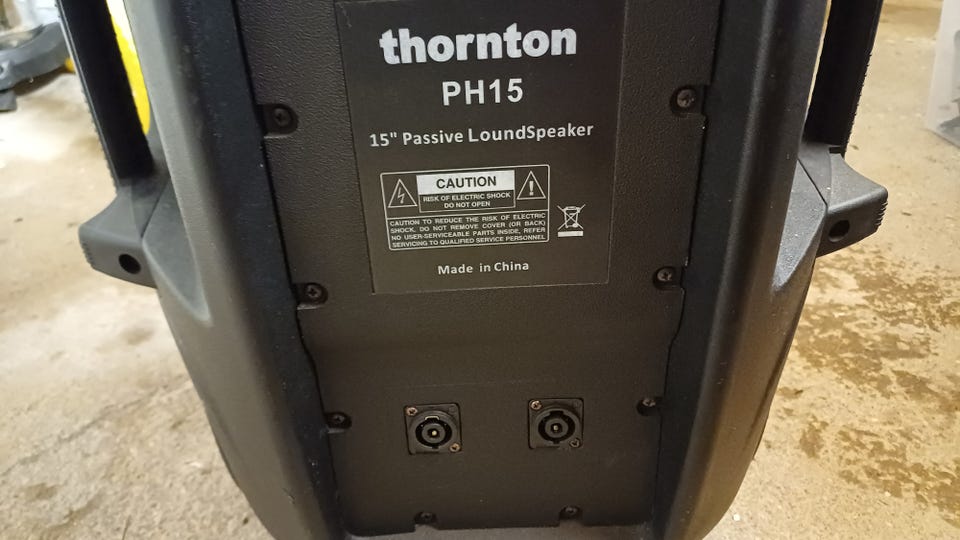 thornton
PH15
15" Passive LoundSpeaker
CAUTION
RISK OF ELECTRIC SHOCK
DO NOT OPEN
CAUTION TO REDUCE THE RISK OF ELECTRIC
SHOCK, DO NOT REMOVE COVER (OR BACK)
NO USER-SERVICEABLE PARTS INSIDE, REFER
SERVICING TO QUALIFIED SERVICE PERSONNEL
Made in China